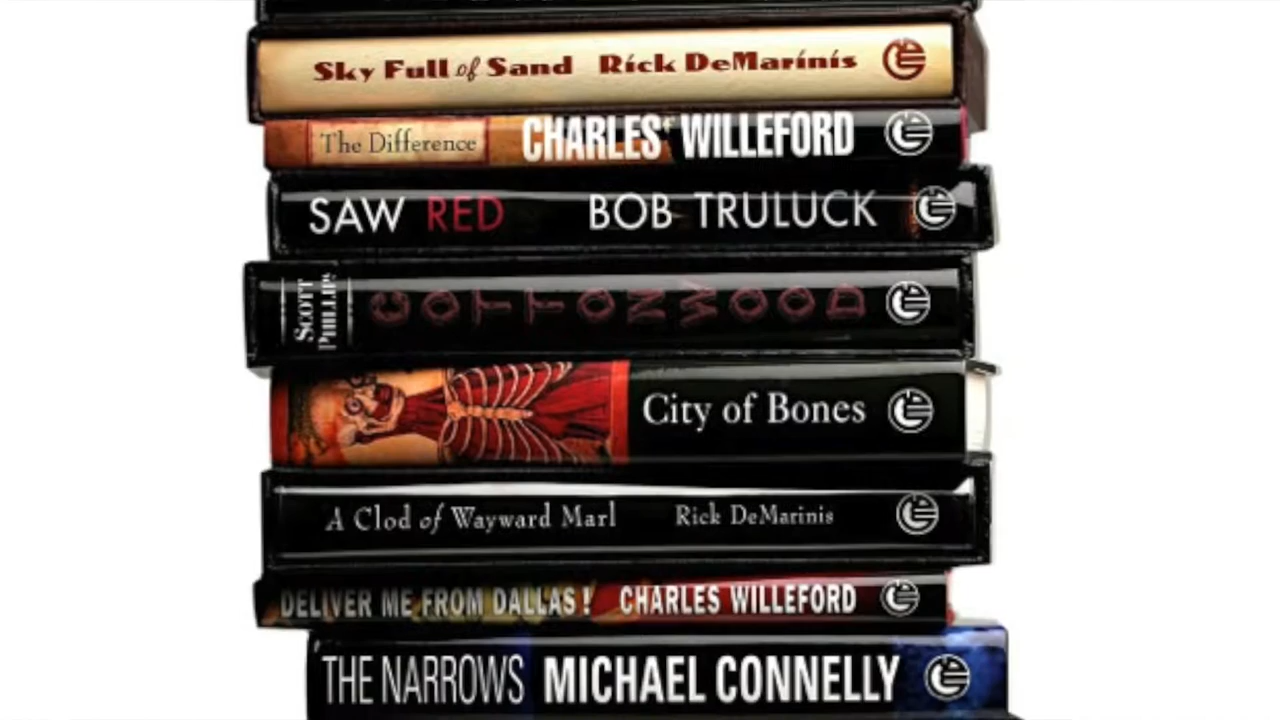 Sky Full of Sand Rick DeMarinis
The Difference CHARLES WILLEFORD
SAW RED BOB TRULUCK
SCOTT PHILLIPS COTTONWOOD
City of Bones
A Clod of Wayward Marl Rick DeMarinis
DELIVER ME FROM DALLAS! CHARLES WILLEFORD
THE NARROWS MICHAEL CONNELLY